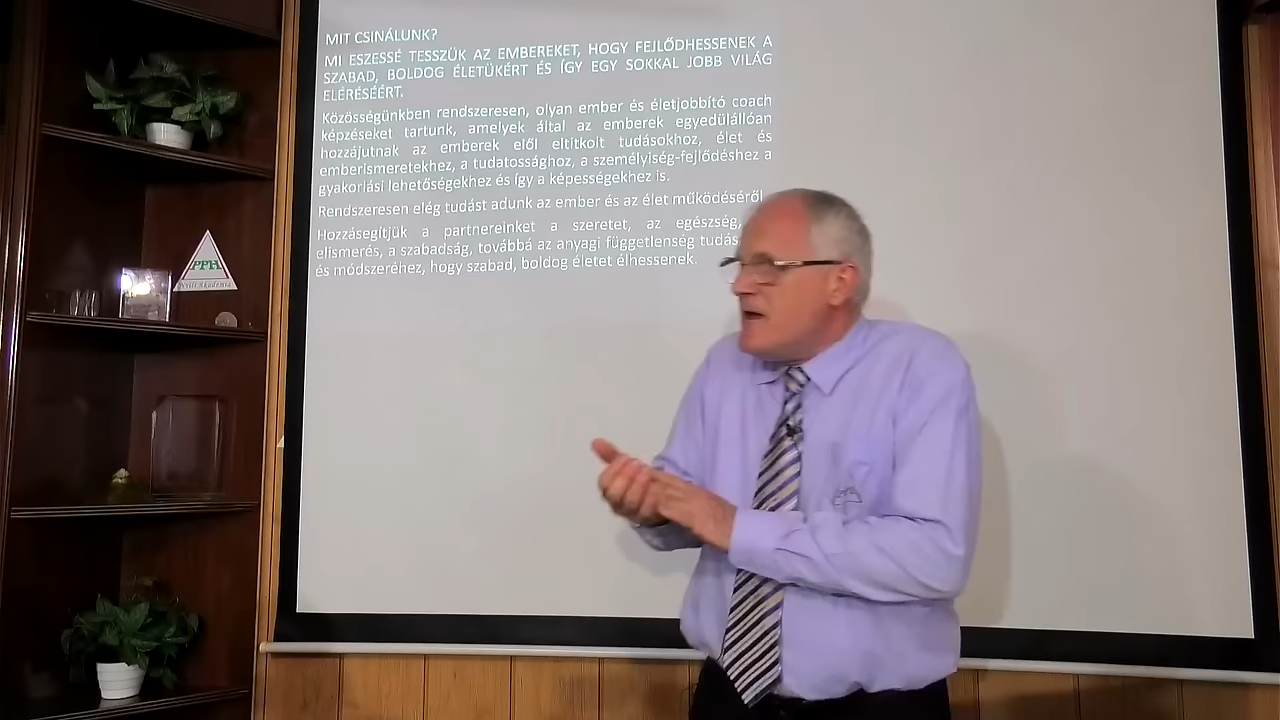 MIT CSINÁLUNK?
MI ESZESSÉ TESSZÜK AZ EMBEREKET, HOGY FEJLŐDHESSENEK A
SZABAD, BOLDOG ÉLETÜKÉRT ÉS ÍGY EGY SOKKAL JOBB VILÁG
ELÉRÉSÉÉRT.
Közösségünkben rendszeresen, olyan ember és életjobbító coach
képzéseket tartunk, amelyek által az emberek egyedülállóan
hozzájutnak az emberek elől eltitkolt tudásokhoz, élet és
emberismeretekhez, a tudatossághoz, a személyiség-fejlődéshez a
gyakorlási lehetőségekhez és így a képességekhez is.
Rendszeresen elég tudást adunk az ember és az élet működéséről
Hozzásegítjük a partnereinket a szeretet, az egészség,
elismerés, a szabadság, továbbá az anyagi függetlenség tudás
és módszeréhez, hogy szabad, boldog életet élhessenek.
PPH
Nyílt Akadémia